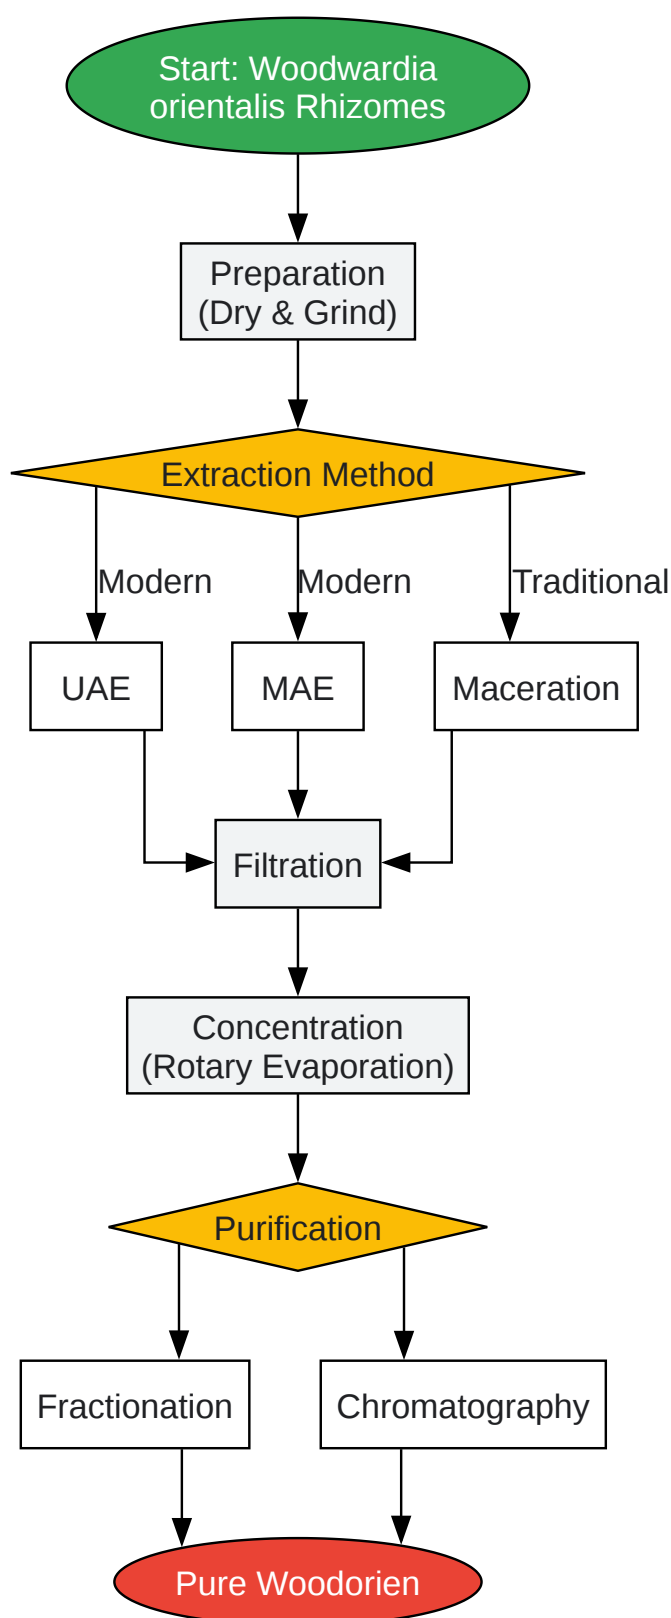 Start: Woodwardia
orientalis Rhizomes
Preparation
(Dry & Grind)
Extraction Method
Modern
Modern
Traditional
UAE
MAE
Maceration
Filtration
Concentration
(Rotary Evaporation)
Purification
Fractionation
Chromatography
Pure Woodorien